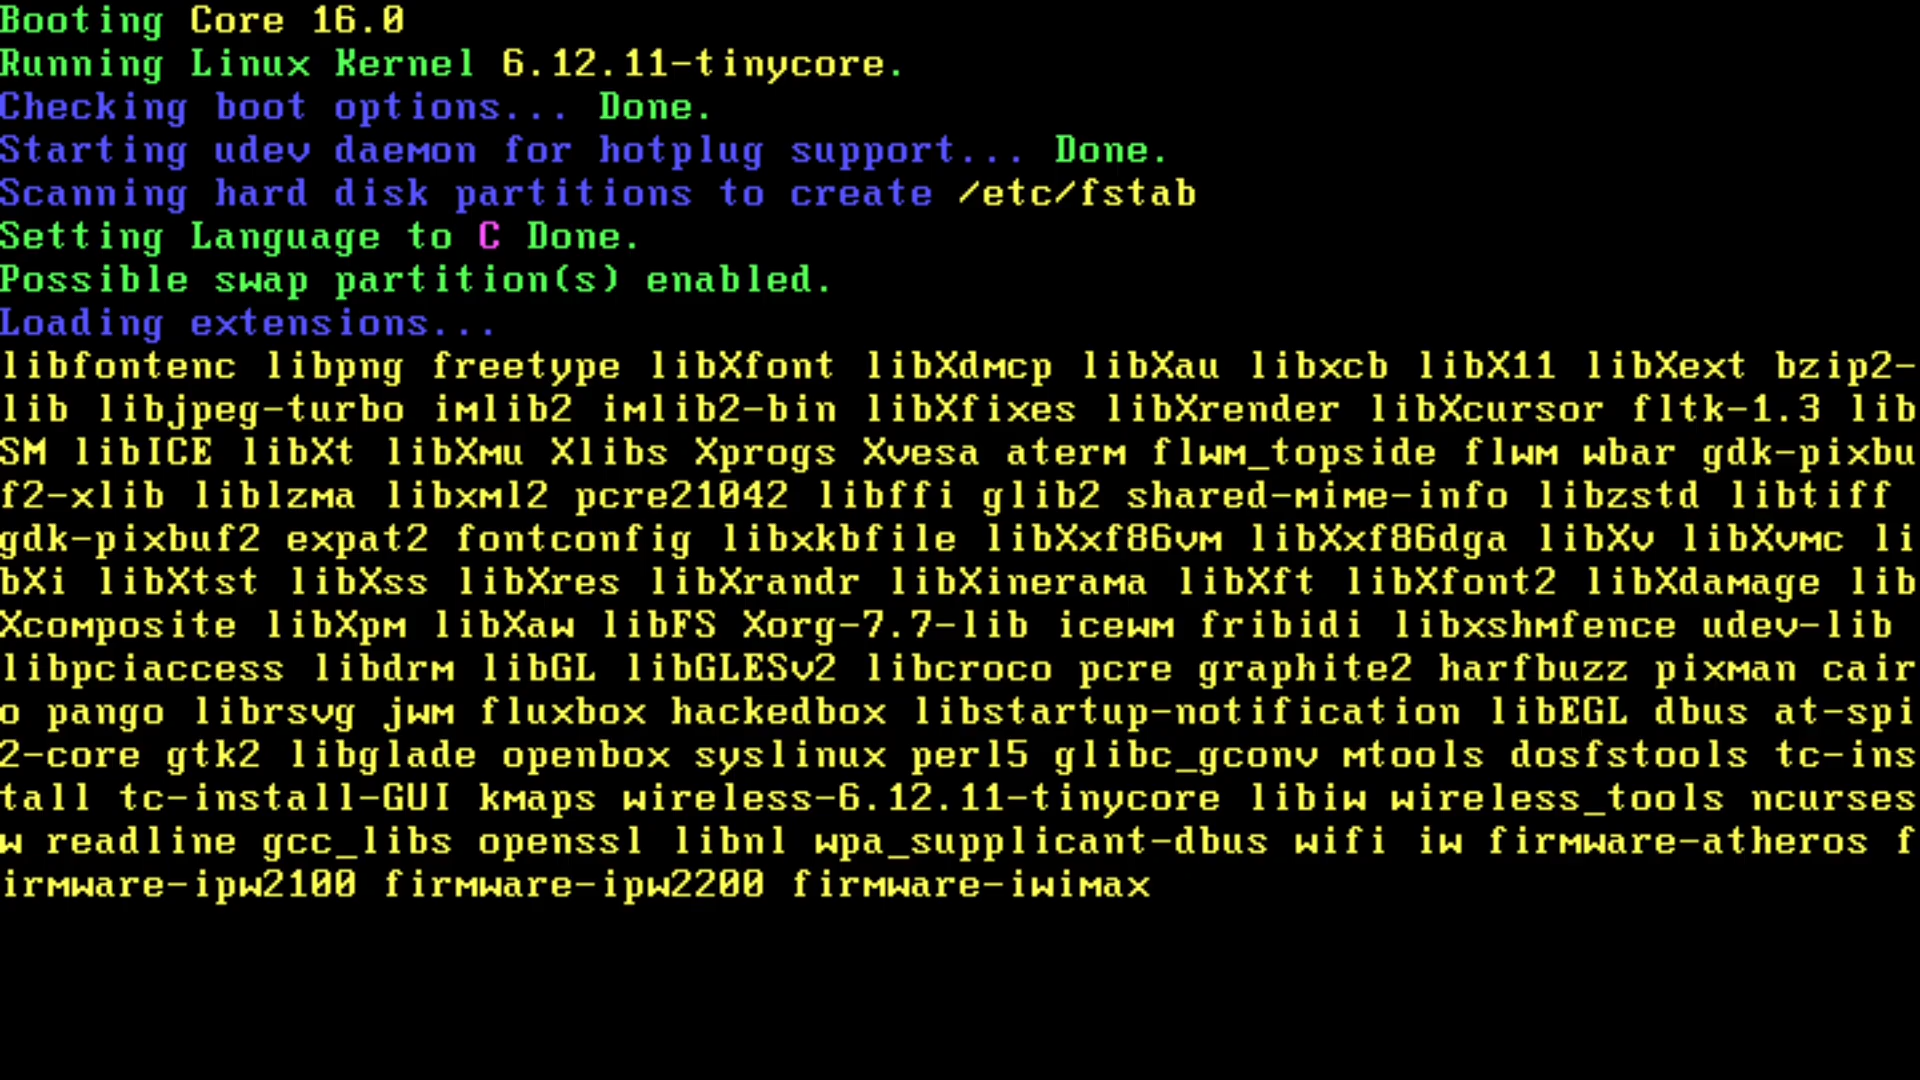 Booting Core 16.0
Running Linux Kernel 6.12.11-tinycore.
Checking boot options... Done.
Starting udev daemon for hotplug support... Done.
Scanning hard disk partitions to create /etc/fstab
Setting Language to C Done.
Possible swap partition(s) enabled.
Loading extensions...
libfontenc libpng freetype libXfont libXdmcp libXau libxcb libX11 libXext bzip2-
lib libjpeg-turbo imlib2 imlib2-bin libXfixes libXrender libXcursor fltk-1.3 lib
SM libICE libXt libXmu Xlibs Xprogs Xvesa aterm flwm_topside flwm wbar gdk-pixbu
f2-xlib liblzma libxml2 pcre21042 libffi glib2 shared-mime-info libzstd libtiff
gdk-pixbuf2 expat2 fontconfig libxkbfile libXxf86vm libXxf86dga libXv libXvmc li
bXi libXtst libXss libXres libXrandr libXinerama libXft libXfont2 libXdamage lib
Xcomposite libXpm libXaw libFS Xorg-7.7-lib icewm fribidi libxshmfence udev-lib
libpciaccess libdrm libGL libGLESv2 libcroco pcre graphite2 harfbuzz pixman cair
o pango librsvg jwm fluxbox hackedbox libstartup-notification libEGL dbus at-spi
2-core gtk2 libglade openbox syslinux perl5 glibc_gconv mtools dosfstools tc-ins
tall tc-install-GUI kmaps wireless-6.12.11-tinycore libiw wireless_tools ncurses
w readline gcc_libs openssl libnl wpa_supplicant-dbus wifi iw firmware-atheros f
irmware-ipw2100 firmware-ipw2200 firmware-iwimax